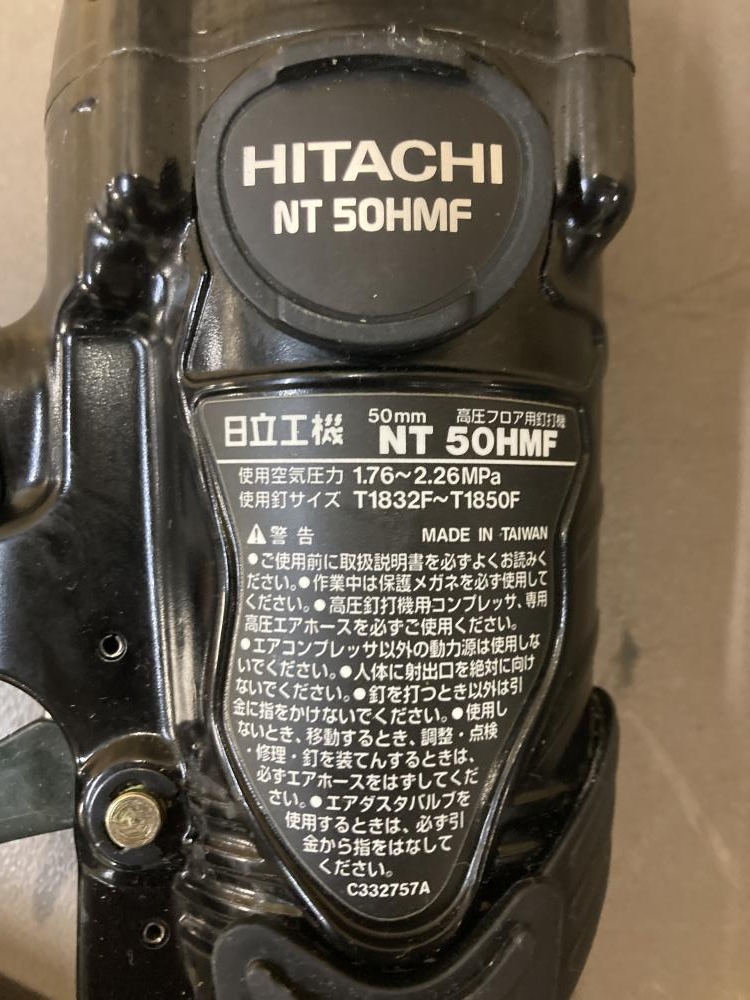 HITACHI
NT 50HMF
日立工機 50mm 高圧フロア用釘打機
NT 50HMF
使用空気圧力 1.76～2.26MPa
使用釘サイズ T1832F～T1850F
⚠警告 MADE IN TAIWAN
●ご使用前に取扱説明書を必ずよくお読みく
ださい。●作業中は保護メガネを必ず使用して
ください。●高圧釘打機用コンプレッサ、専用
高圧エアホースを必ずご使用ください。
●エアコンプレッサ以外の動力源は使用しな
いでください。●人体に射出口を絶対に向け
ないでください。●釘を打つとき以外は引
金に指をかけないでください。●使用し
ないとき、移動するとき、調整・点検
・修理・釘を装てんするときは、
必ずエアホースをはずしてくだ
さい。●エアダスタバルブを
使用するときは、必ず引
金から指をはなして
ください。
C332757A